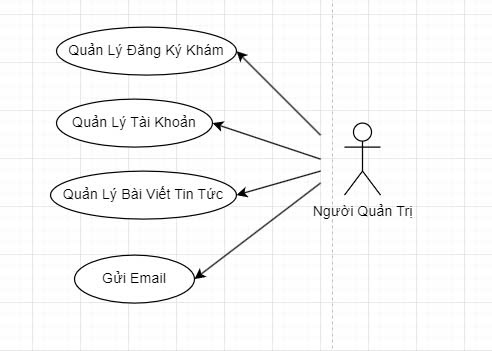 Quản Lý Đăng Ký Khám
Quản Lý Tài Khoản
Quản Lý Bài Viết Tin Tức
Người Quản Trị
Gửi Email